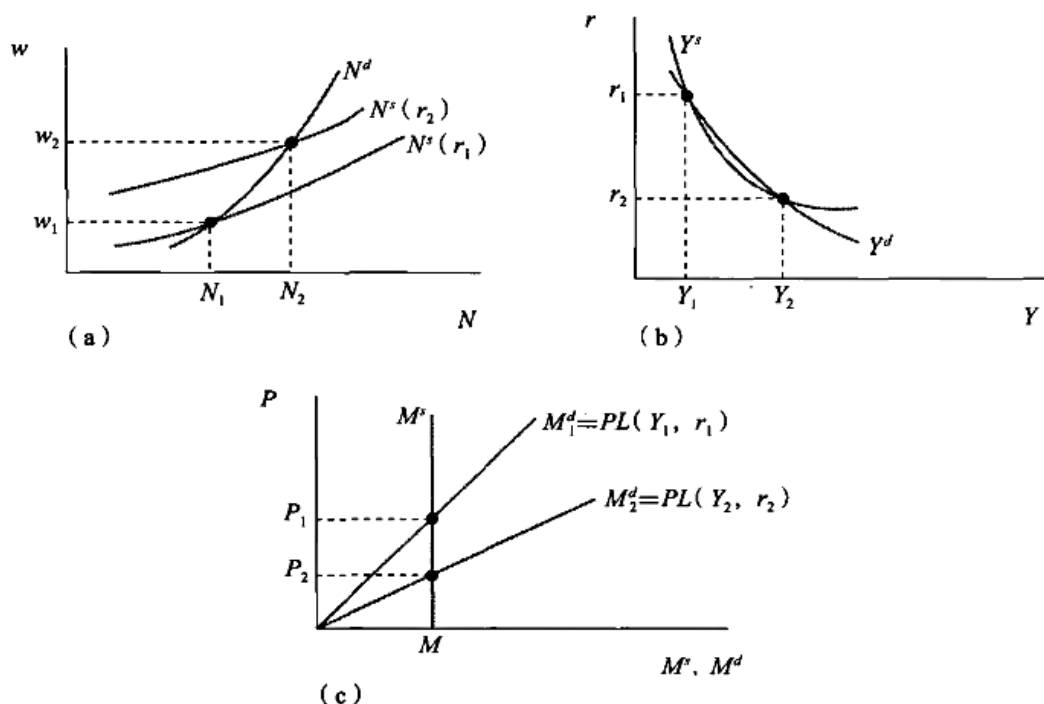 w
N^d
N^s(r_2)
w_2
N^s(r_1)
w_1
N_1 N_2
N
(a)
r
Y^s
r_1
r_2
Y^d
Y_1 Y_2
Y
(b)
P
M^s
M_1^d=PL(Y_1, r_1)
M_2^d=PL(Y_2, r_2)
P_1
P_2
M
M^s, M^d
(c)